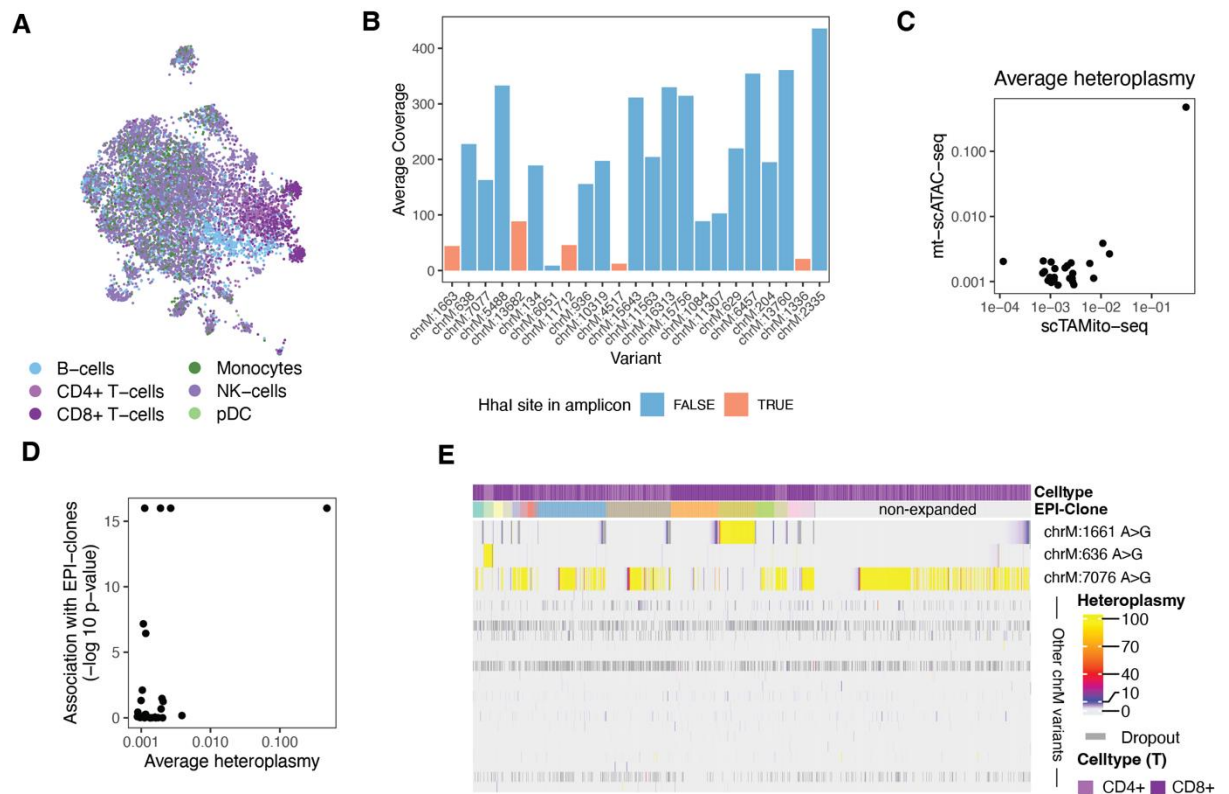 A
B-cells
CD4+ T-cells
CD8+ T-cells
Monocytes
NK-cells
pDC
B
Average Coverage
400
300
200
100
0
chrM:1663
chrM:638
chrM:7077
chrM:5488
chrM:13682
chrM:134
chrM:6051
chrM:11712
chrM:936
chrM:10319
chrM:4517
chrM:15643
chrM:11563
chrM:16313
chrM:15756
chrM:1084
chrM:11307
chrM:629
chrM:6457
chrM:204
chrM:13760
chrM:1336
chrM:2335
Variant
HhaI site in amplicon
FALSE
TRUE
C
Average heteroplasmy
mt-scATAC-seq
0.100
0.010
0.001
1e-04
1e-03
1e-02
1e-01
scTAMito-seq
D
Association with EPI-clones
(-log 10 p-value)
15
10
5
0
0.001
0.010
0.100
Average heteroplasmy
E
Celltype
EPI-Clone
non-expanded
chrM:1661 A>G
chrM:636 A>G
chrM:7076 A>G
Other chrM variants
Heteroplasmy
100
70
40
10
0
Dropout
Celltype (T)
CD4+
CD8+